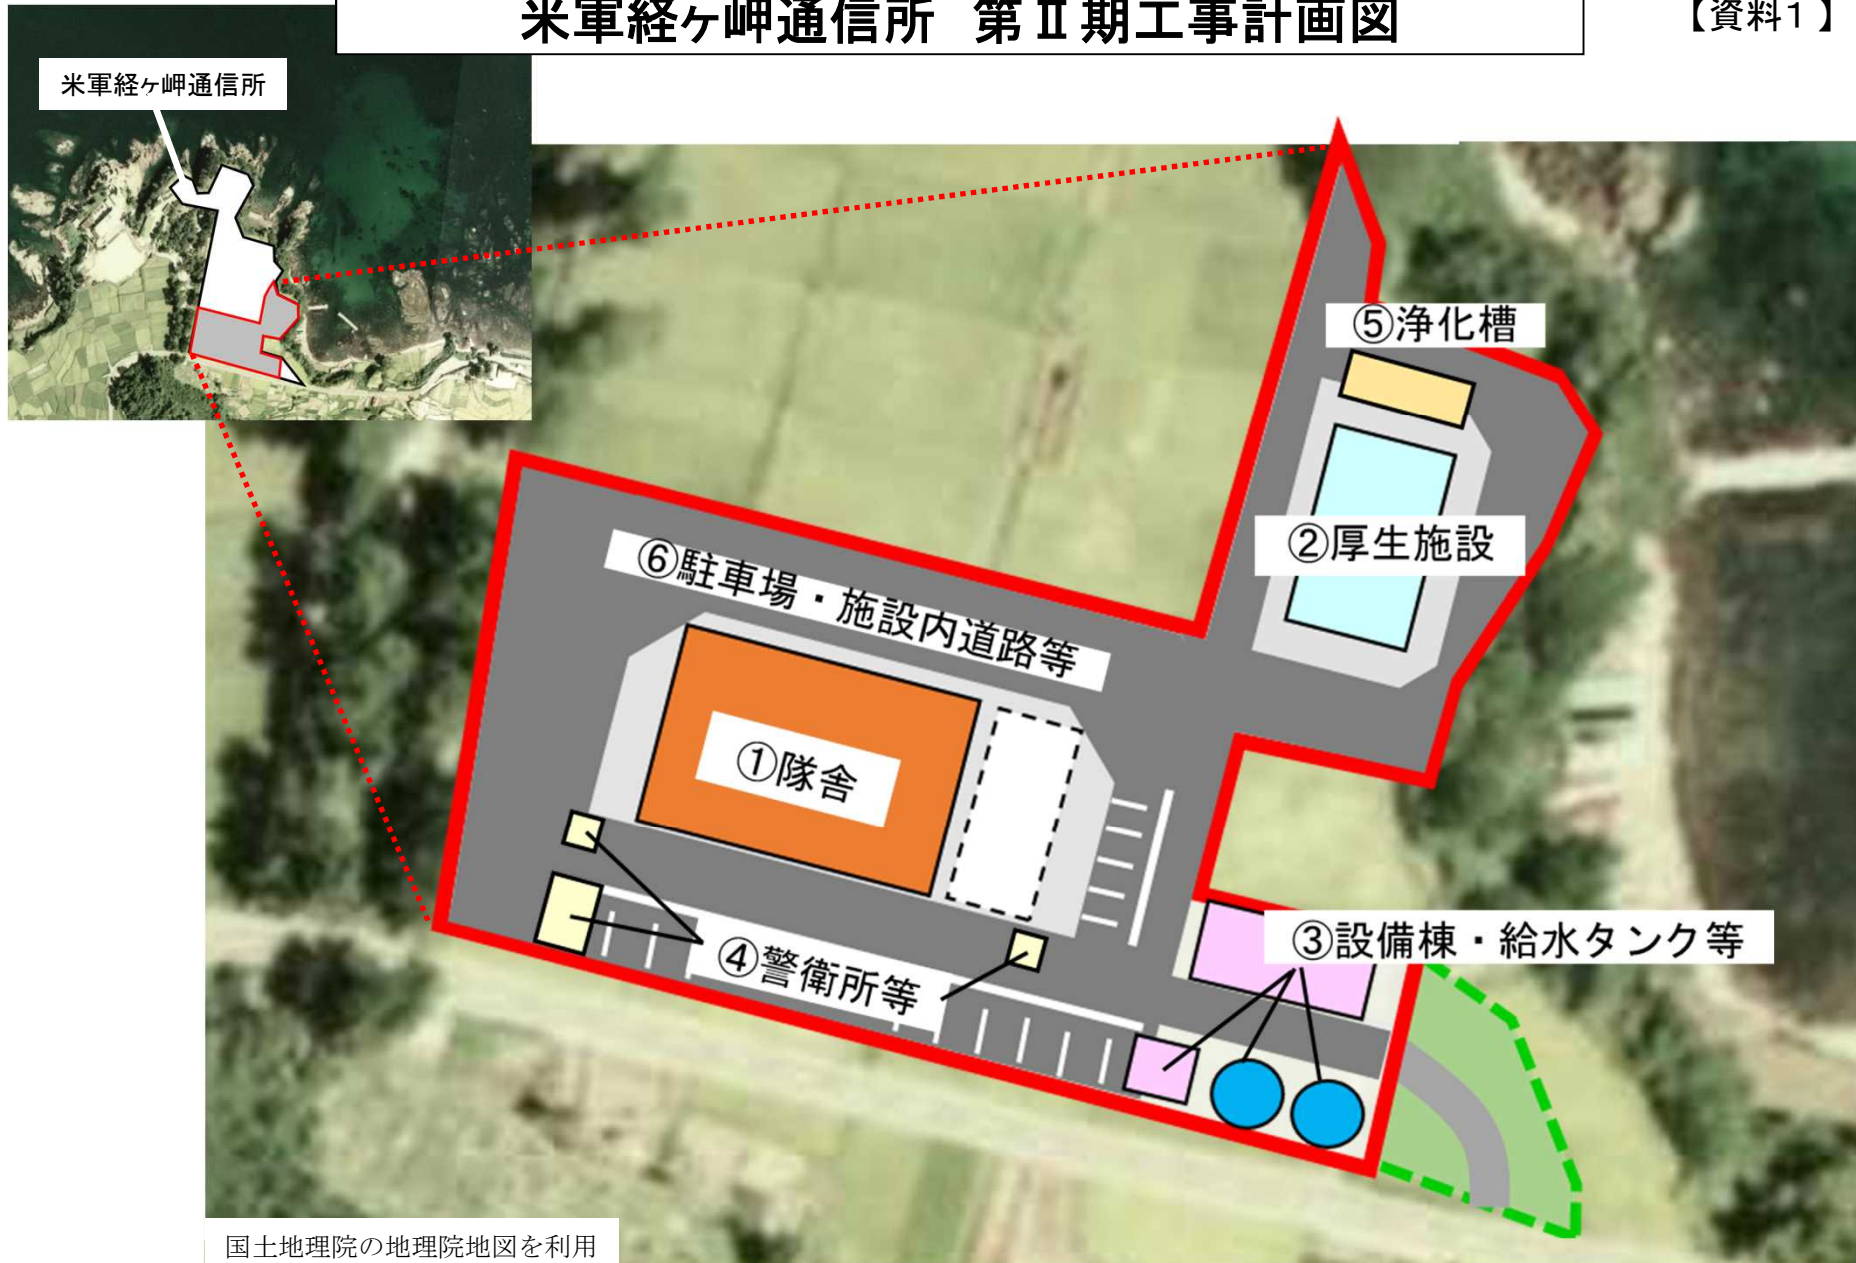 米軍経ヶ岬通信所 第Ⅱ期工事計画図
【資料1】
米軍経ヶ岬通信所
⑤浄化槽
②厚生施設
⑥駐車場・施設内道路等
①隊舎
③設備棟・給水タンク等
④警衛所等
国土地理院の地理院地図を利用